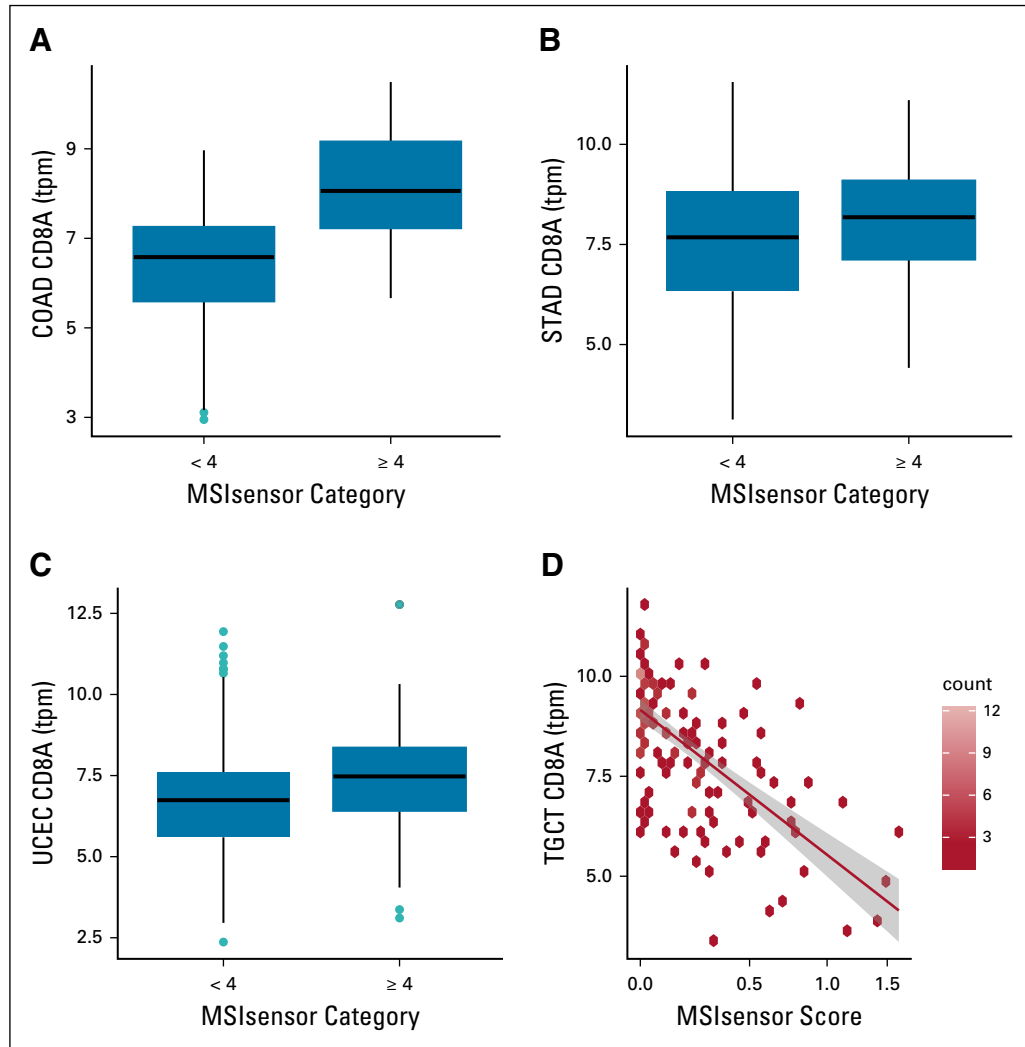 A
COAD CD8A (tpm)
9
7
5
3
< 4
≥ 4
MSIsensor Category
B
STAD CD8A (tpm)
10.0
7.5
5.0
< 4
≥ 4
MSIsensor Category
C
UCEC CD8A (tpm)
12.5
10.0
7.5
5.0
2.5
< 4
≥ 4
MSIsensor Category
D
TGCT CD8A (tpm)
10.0
7.5
5.0
0.0
0.5
1.0
1.5
MSIsensor Score
count
12
9
6
3